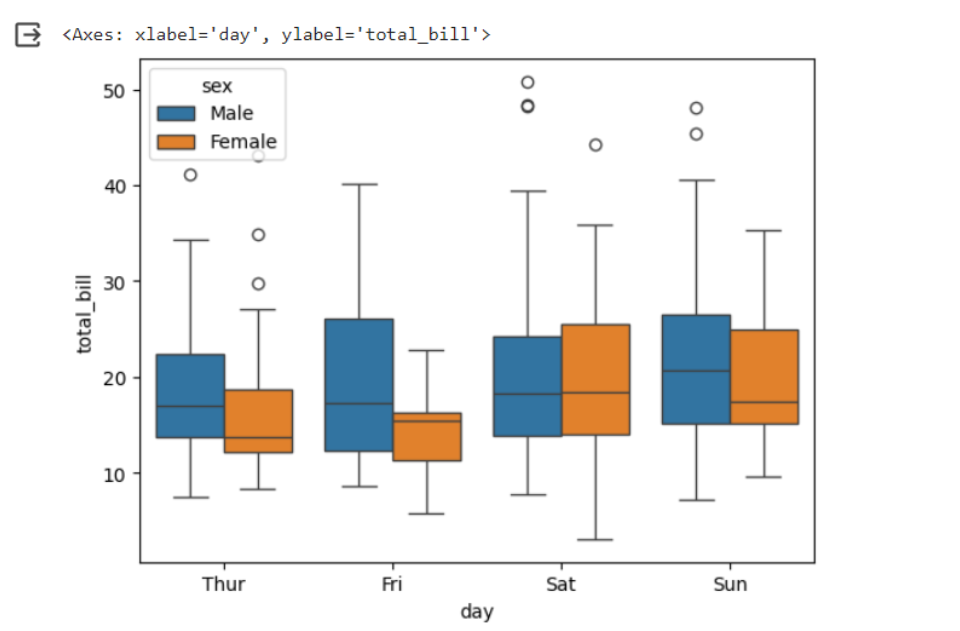 <Axes: xlabel='day', ylabel='total_bill'>
sex
Male
Female
50
40
30
20
10
total_bill
Thur Fri Sat Sun
day